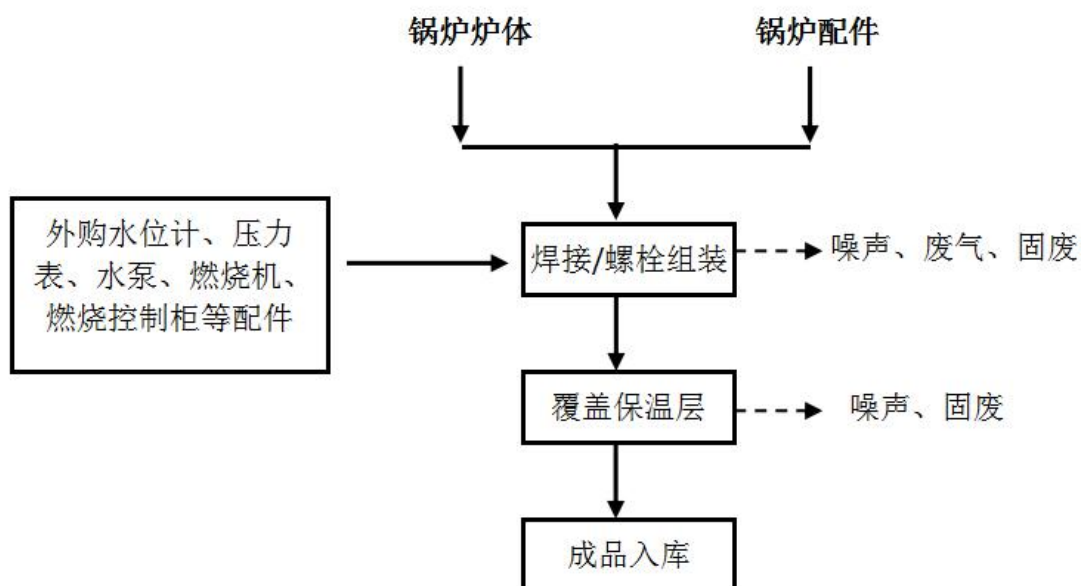 锅炉炉体
锅炉配件
外购水位计、压力
表、水泵、燃烧机、
燃烧控制柜等配件
焊接/螺栓组装
噪声、废气、固废
覆盖保温层
噪声、固废
成品入库